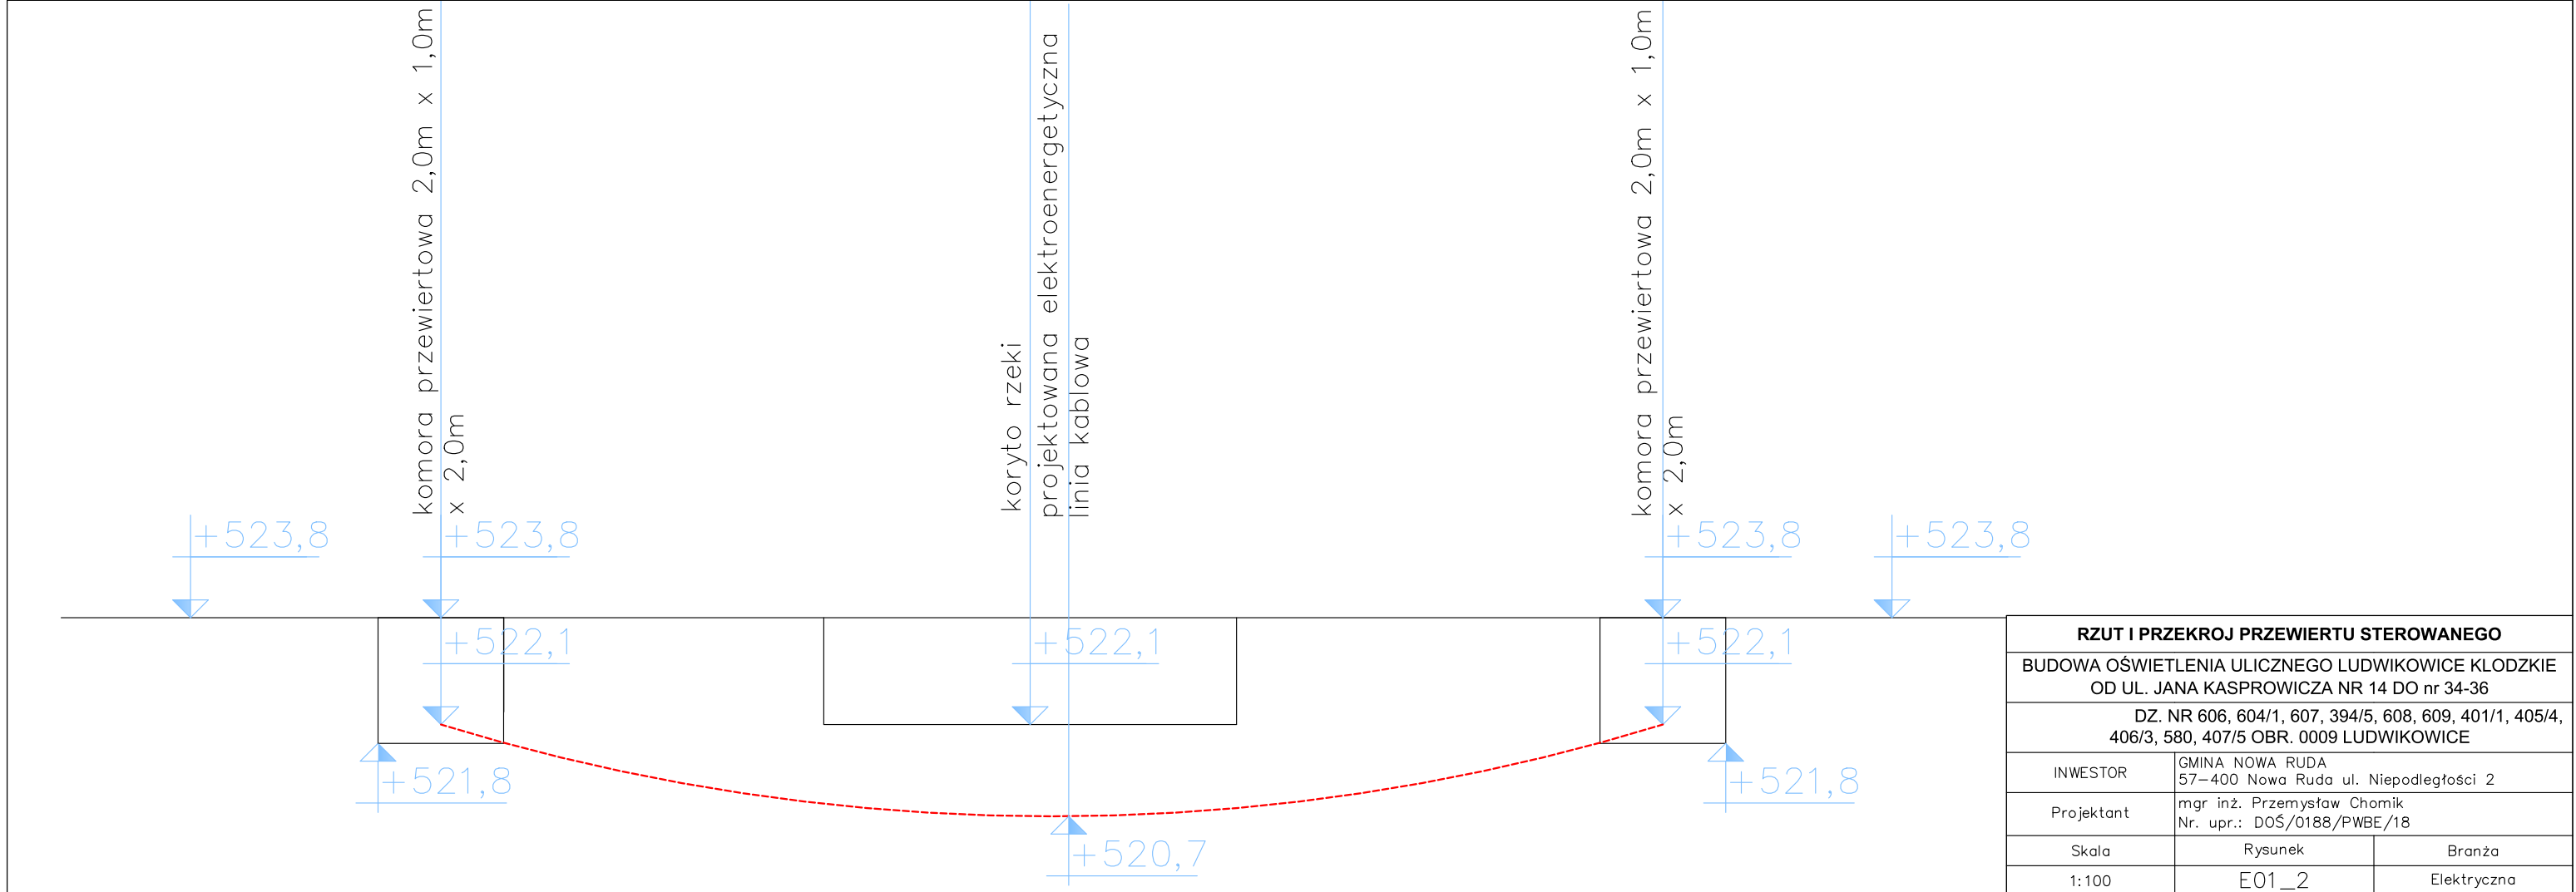 komora przewiertowa 2,0m x 1,0m
x 2,0m
koryto rzeki
projektowana elektroenergetyczna
linia kablowa
komora przewiertowa 2,0m x 1,0m
x 2,0m
+523,8
+523,8
+523,8
+523,8
+522,1
+522,1
+522,1
+521,8
+521,8
+520,7
RZUT I PRZEKROJ PRZEWIERTU STEROWANEGO
BUDOWA OŚWIETLENIA ULICZNEGO LUDWIKOWICE KLODZKIE
OD UL. JANA KASPROWICZA NR 14 DO nr 34-36
DZ. NR 606, 604/1, 607, 394/5, 608, 609, 401/1, 405/4,
406/3, 580, 407/5 OBR. 0009 LUDWIKOWICE
INWESTOR
GMINA NOWA RUDA
57-400 Nowa Ruda ul. Niepodległości 2
Projektant
mgr inż. Przemysław Chomik
Nr. upr.: DOŚ/0188/PWBE/18
Skala
Rysunek
Branża
1:100
E01_2
Elektryczna